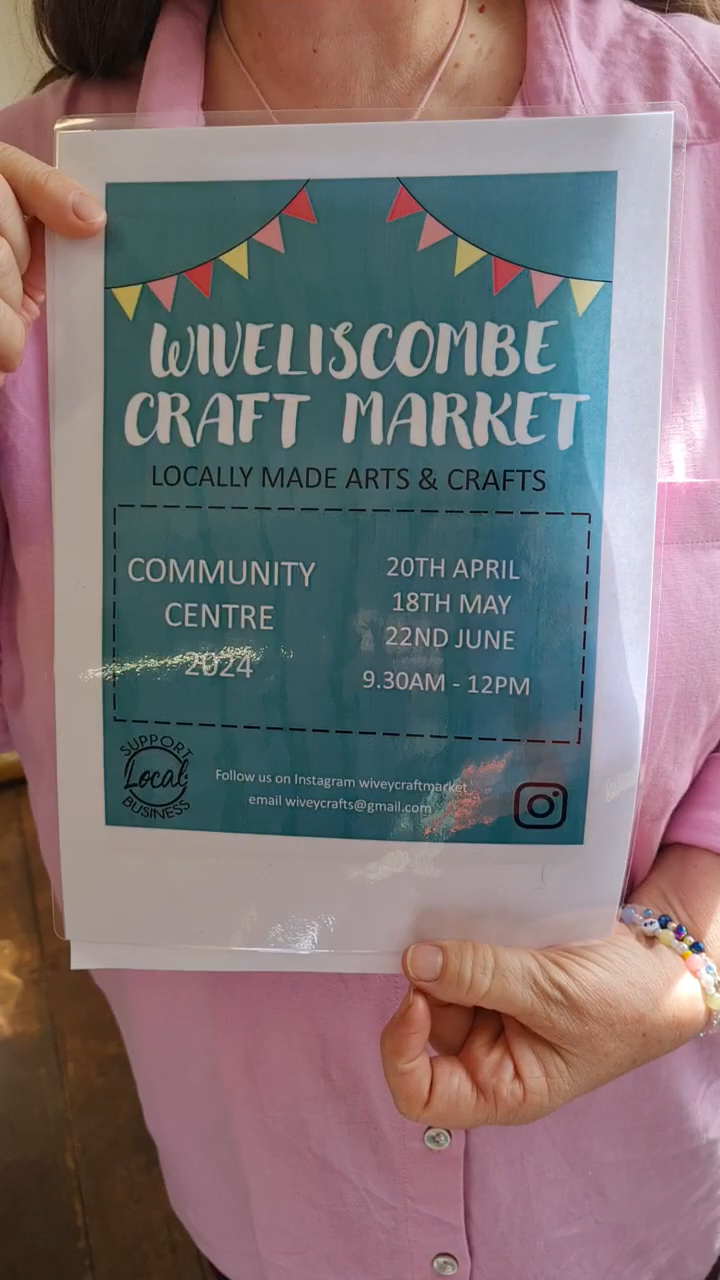 WIVELISCOMBE
CRAFT MARKET
LOCALLY MADE ARTS & CRAFTS
COMMUNITY
CENTRE
2024
20TH APRIL
18TH MAY
22ND JUNE
9.30AM - 12PM
SUPPORT
Local
BUSINESS
Follow us on Instagram wiveycraftmarket
email wiveycrafts@gmail.com